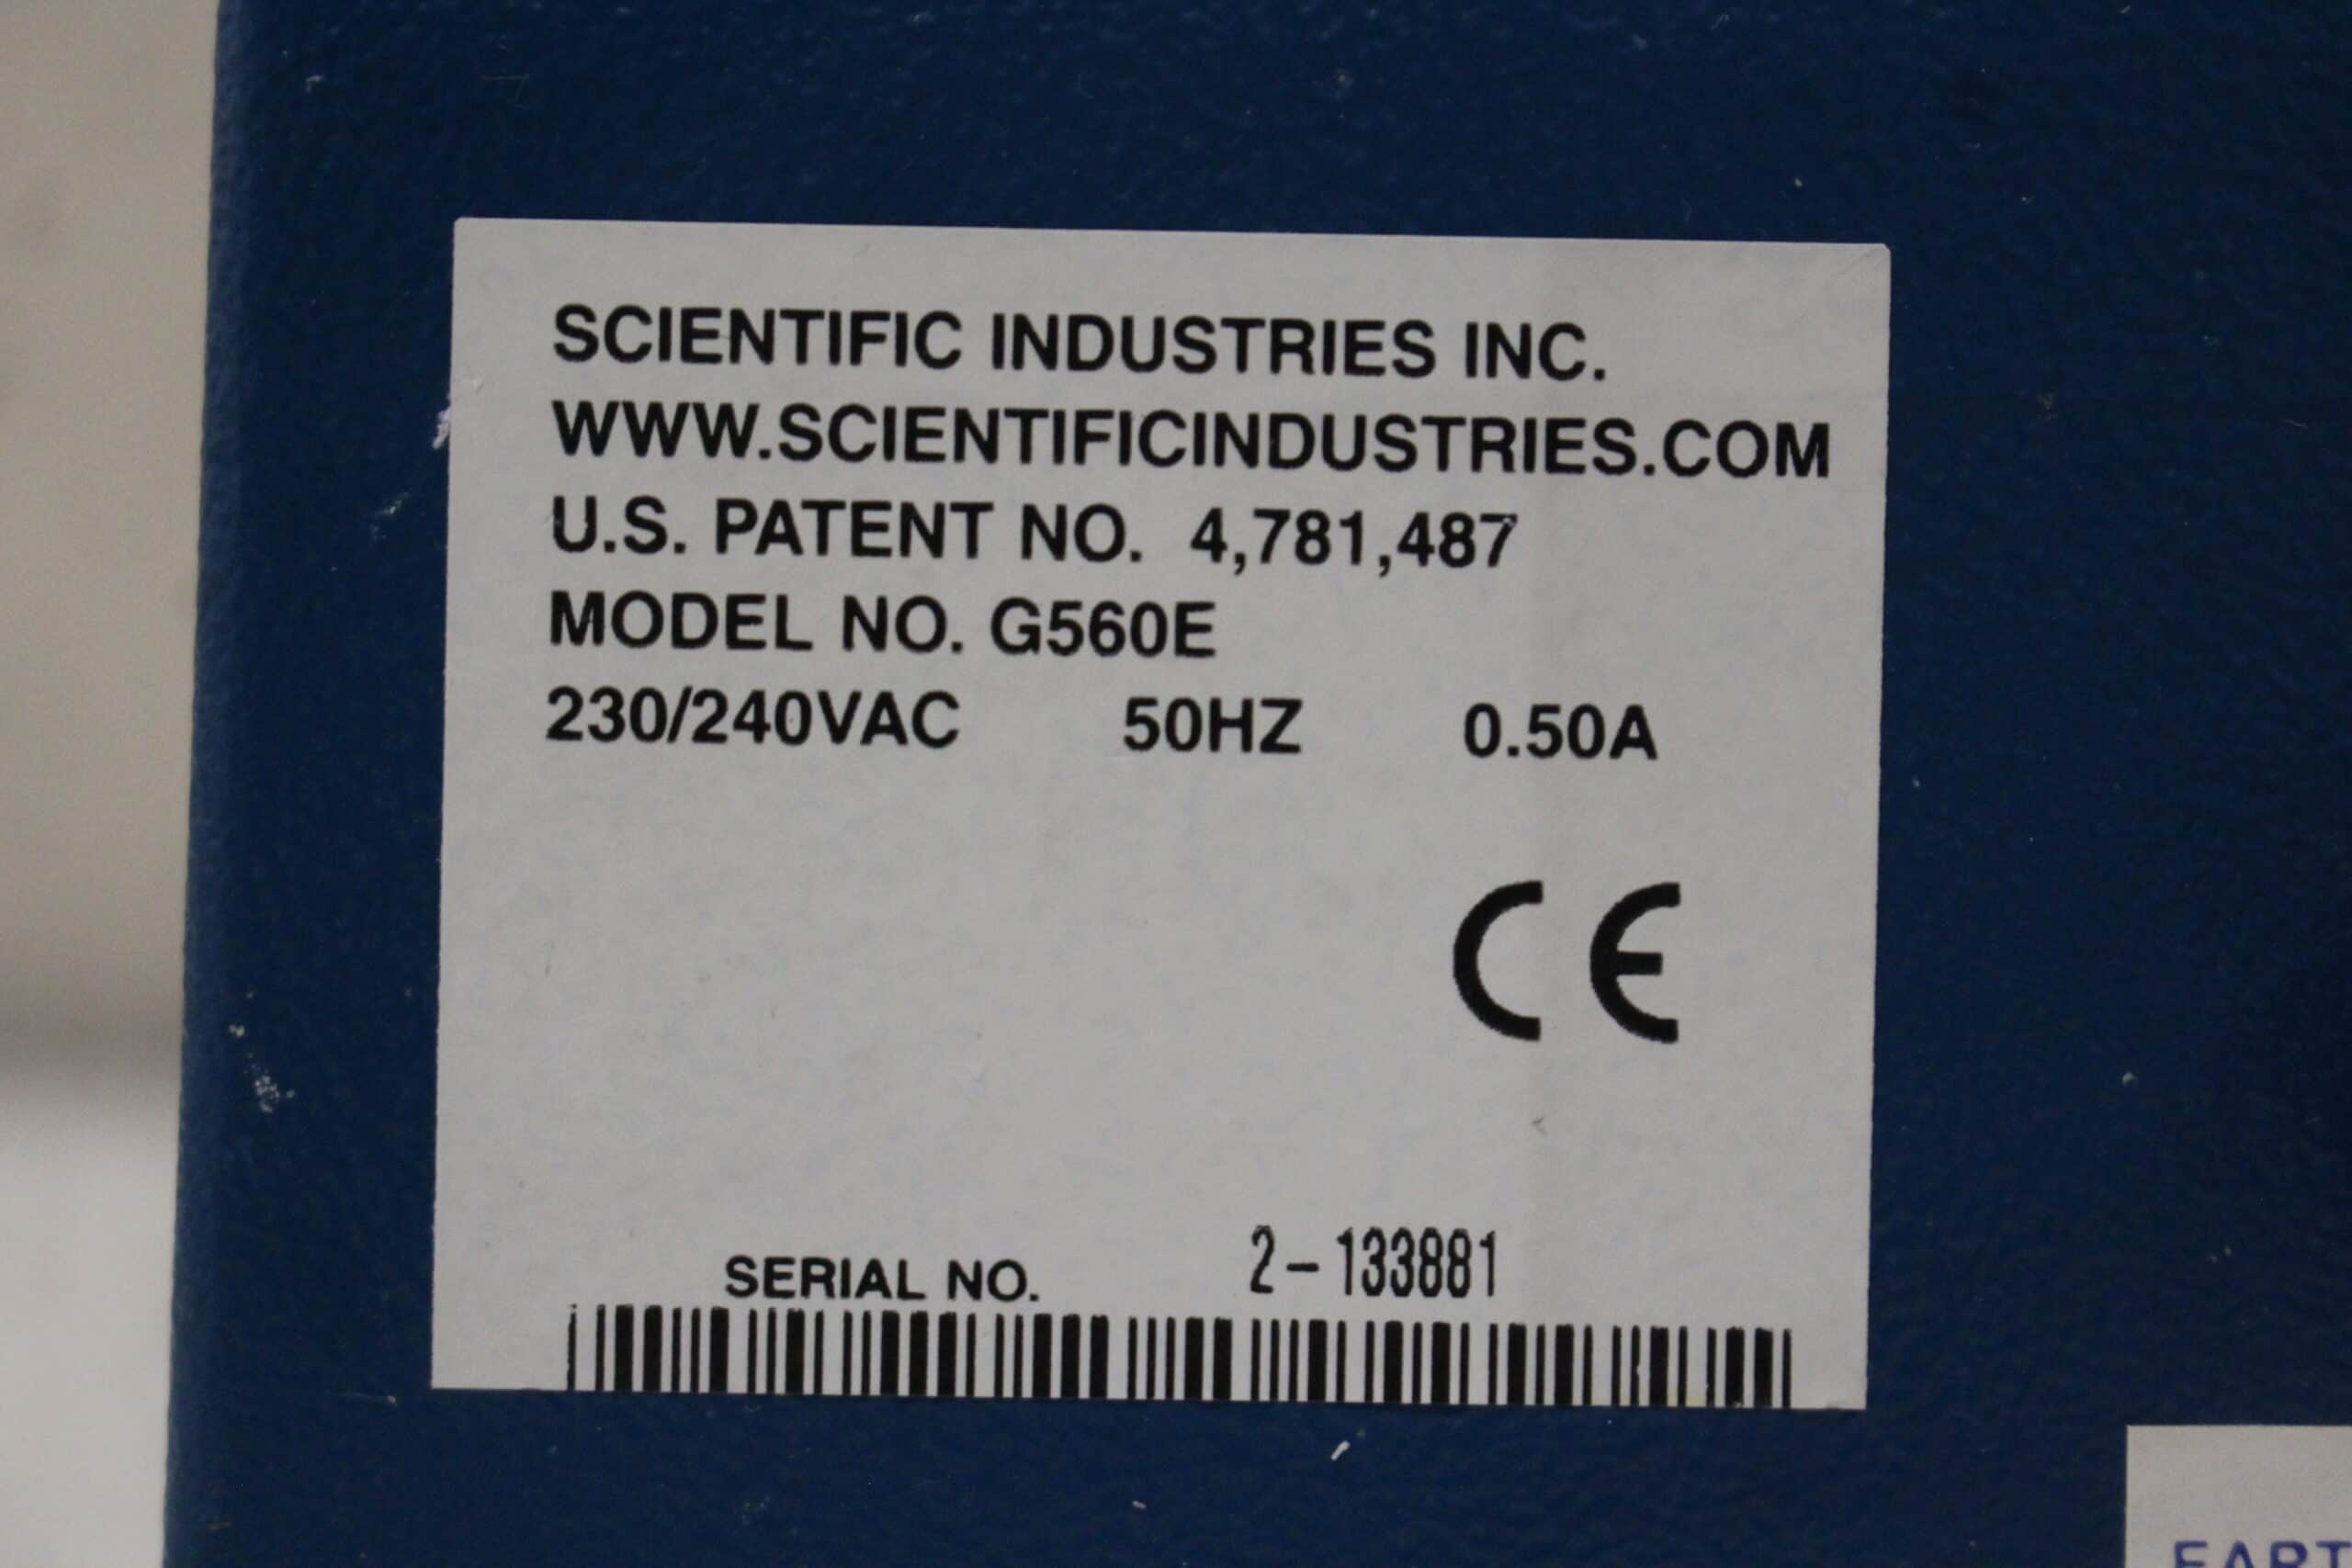 SCIENTIFIC INDUSTRIES INC.
WWW.SCIENTIFICINDUSTRIES.COM
U.S. PATENT NO. 4,781,487
MODEL NO. G560E
230/240VAC 50HZ 0.50A
CE
SERIAL NO. 2-133881